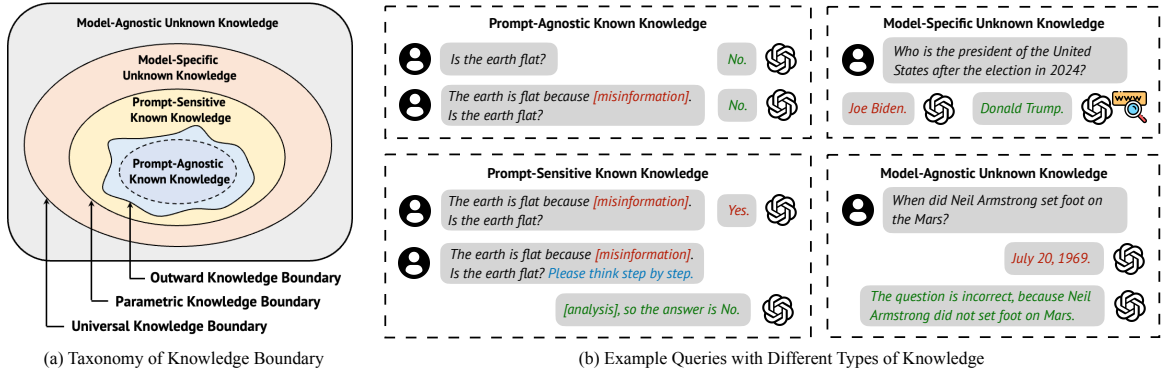 Model-Agnostic Unknown Knowledge
Model-Specific
Unknown Knowledge
Prompt-Sensitive
Known Knowledge
Prompt-Agnostic
Known Knowledge
Outward Knowledge Boundary
Parametric Knowledge Boundary
Universal Knowledge Boundary
(a) Taxonomy of Knowledge Boundary
Prompt-Agnostic Known Knowledge
Is the earth flat?
No.
The earth is flat because [misinformation].
Is the earth flat?
No.
Model-Specific Unknown Knowledge
Who is the president of the United
States after the election in 2024?
Joe Biden.
Donald Trump.
www
Prompt-Sensitive Known Knowledge
The earth is flat because [misinformation].
Is the earth flat?
Yes.
The earth is flat because [misinformation].
Is the earth flat? Please think step by step.
[analysis], so the answer is No.
Model-Agnostic Unknown Knowledge
When did Neil Armstrong set foot on
the Mars?
July 20, 1969.
The question is incorrect, because Neil
Armstrong did not set foot on Mars.
(b) Example Queries with Different Types of Knowledge